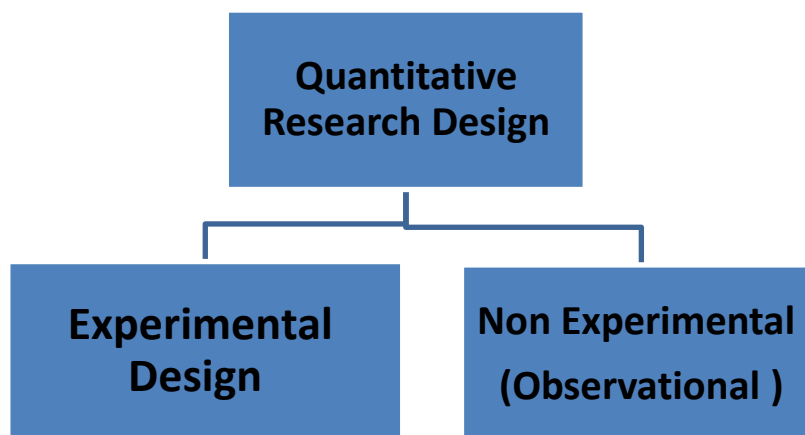 Quantitative
Research Design
Experimental
Design
Non Experimental
(Observational )